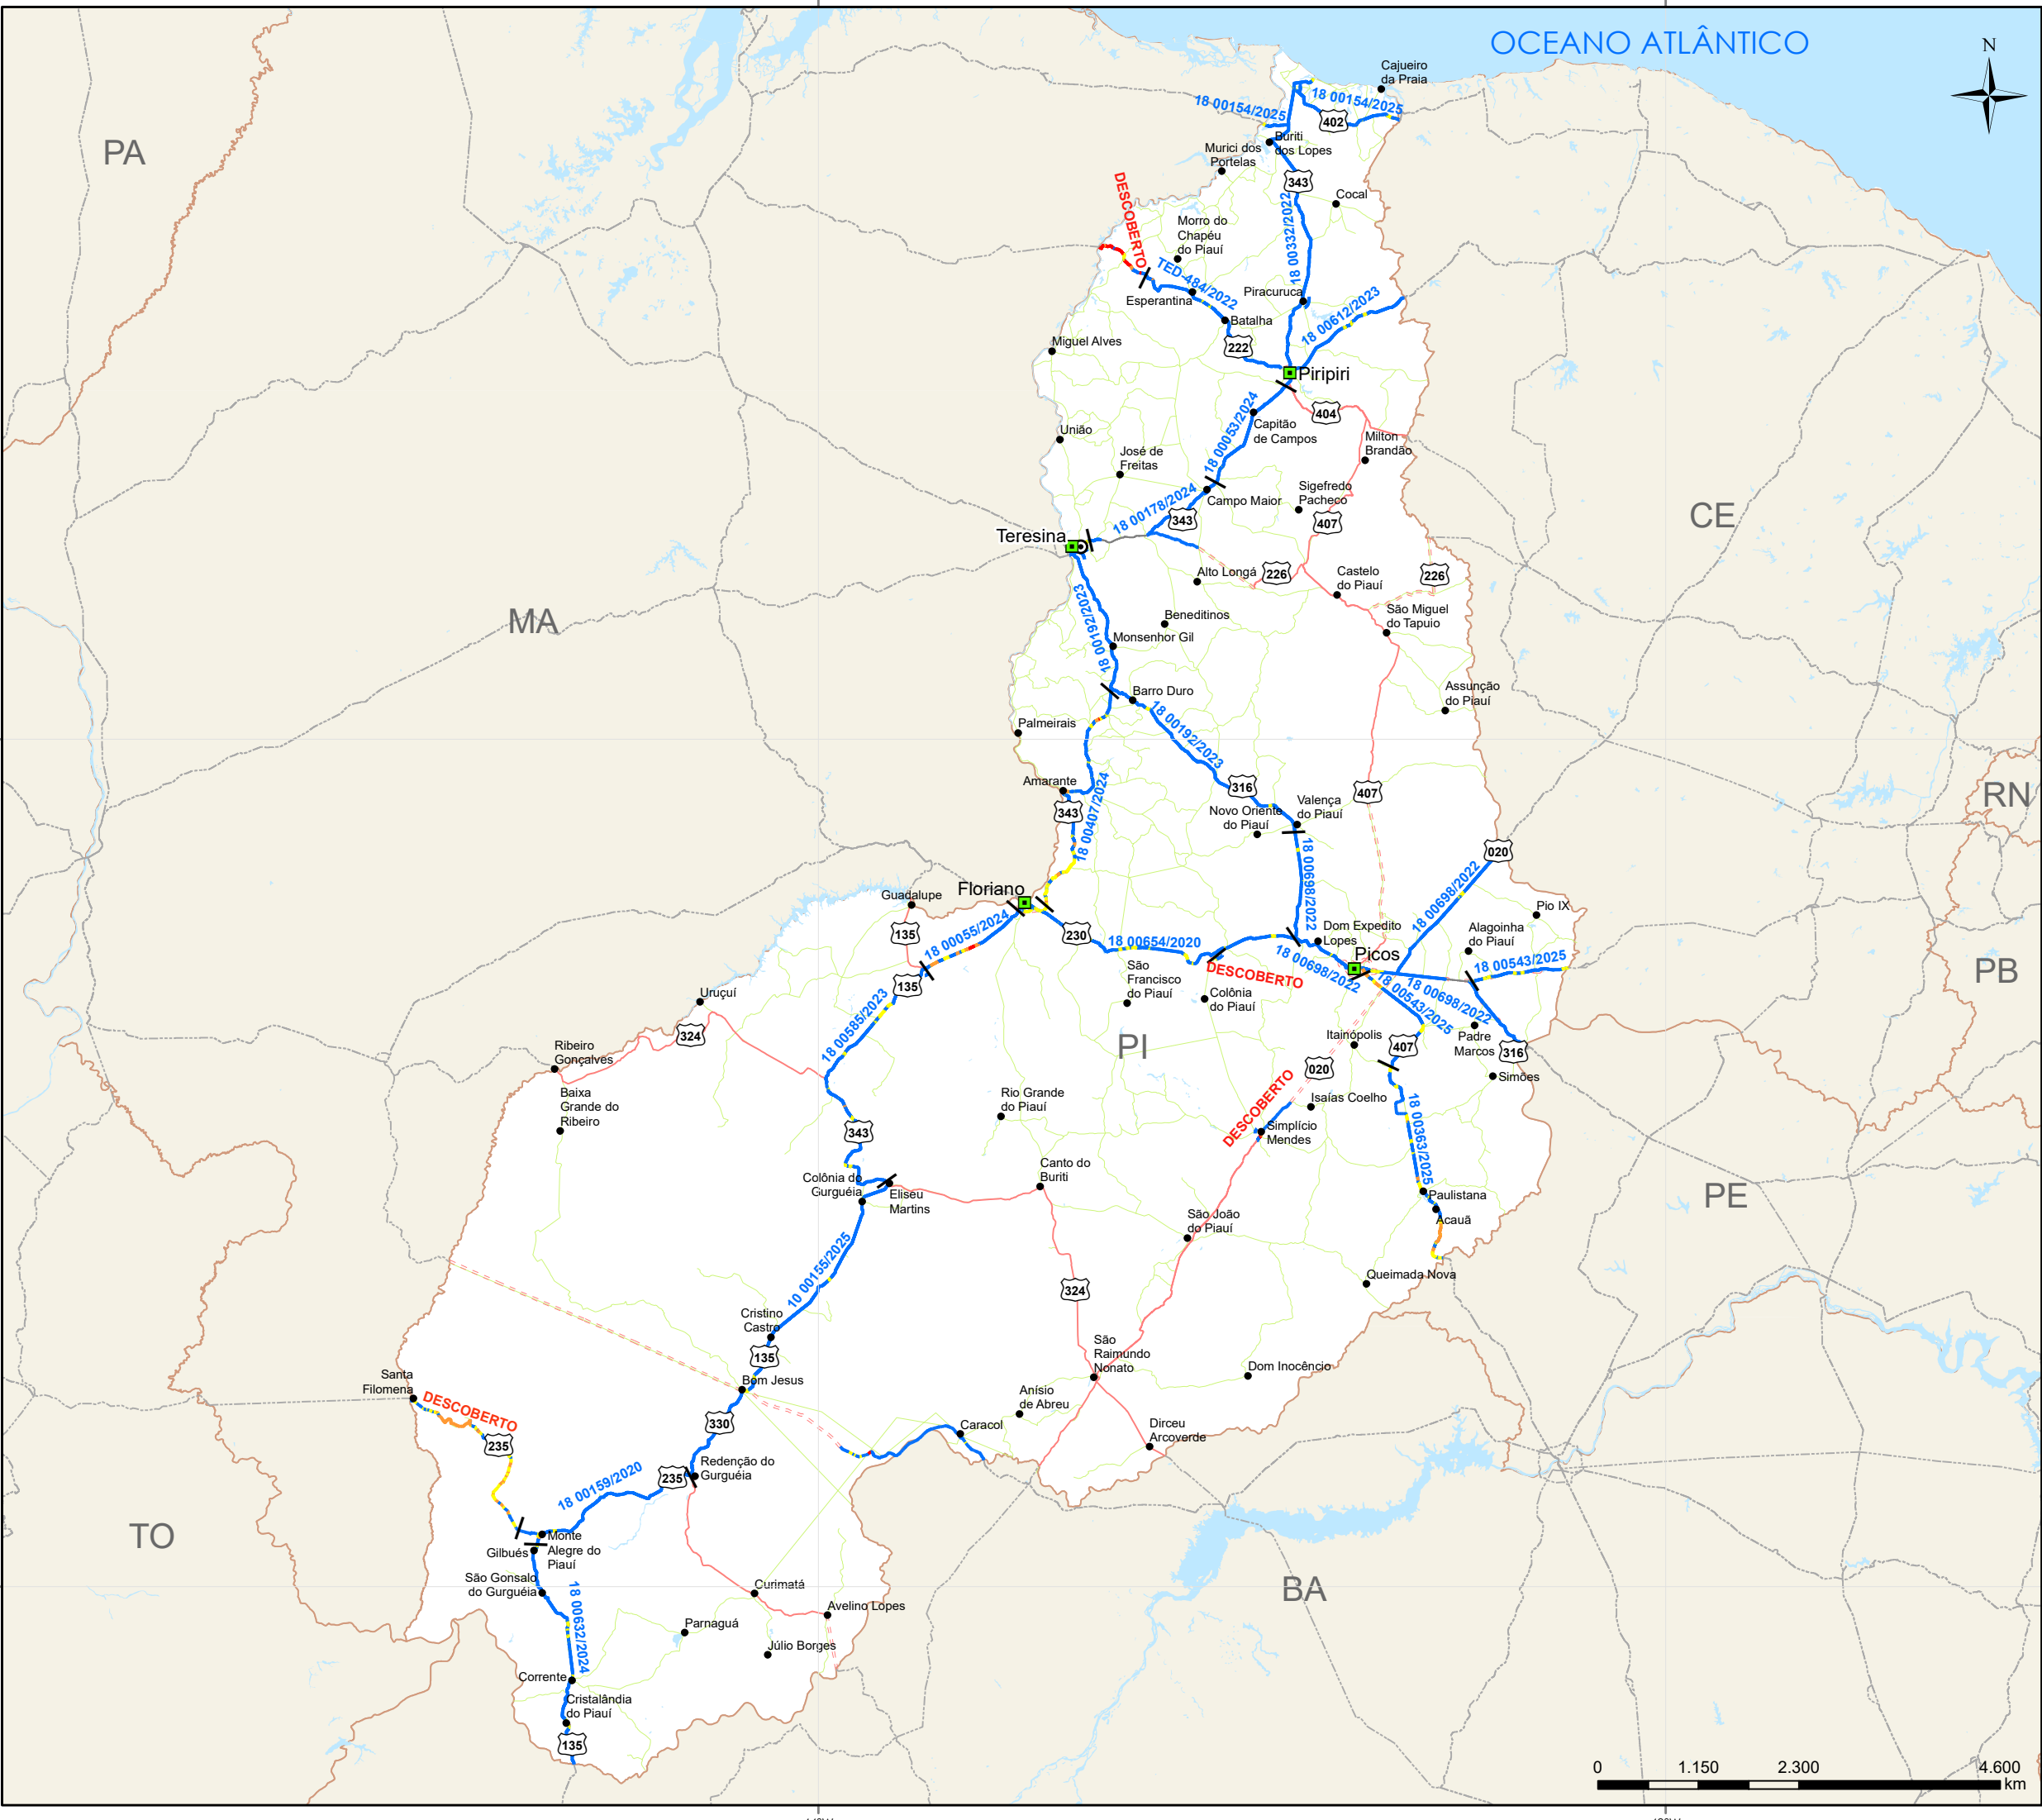 OCEANO ATLÂNTICO
N
Cajueiro
da Praia
18 00154/2025
18 00154/2025
402
Buriti
dos Lopes
PA
Murici dos
Portelas
343
Cocal
DESCOBERTO
Morro do
Chapéu
do Piauí
18 00332/2022
TED-484/2022
Esperantina
Piracuruca
18 00612/2023
Batalha
222
Miguel Alves
Piripiri
404
Capitão
de Campos
18 00053/2024
União
Milton
Brandão
José de
Freitas
Sigefredo
Pacheco
Campo Maior
18 00178/2024
343
407
CE
Teresina
Alto Longá
226
Castelo
do Piauí
226
MA
18 00192/2023
Beneditinos
São Miguel
do Tapuio
Monsenhor Gil
Barro Duro
Assunção
do Piauí
18 00192/2023
Palmeirais
Amarante
343
18 00407/2024
316
407
RN
Novo Oriente
do Piauí
Valença
do Piauí
020
18 00698/2022
18 00698/2022
Floriano
Guadalupe
Pio IX
135
18 00055/2024
230
18 00654/2020
Dom Expedito
Lopes
Alagoinha
do Piauí
Picos
18 00543/2025
18 00698/2022
DESCOBERTO
PB
São
Francisco
do Piauí
Colônia
do Piauí
135
18 00698/2022
18 00543/2025
Uruçuí
18 00585/2023
324
PI
Itainópolis
407
Padre
Marcos
316
Ribeiro
Gonçalves
020
Simões
Baixa
Grande do
Ribeiro
Rio Grande
do Piauí
DESCOBERTO
Isaías Coelho
18 00363/2025
343
Simplício
Mendes
Canto do
Buriti
Colônia do
Gurguéia
Eliseu
Martins
Paulistana
PE
Acauã
São João
do Piauí
10 00155/2025
Queimada Nova
324
Cristino
Castro
135
São
Raimundo
Nonato
Dom Inocêncio
Santa
Filomena
Bom Jesus
DESCOBERTO
Anísio
de Abreu
330
235
Caracol
Dirceu
Arcoverde
Redenção do
Gurguéia
235
18 00159/2020
TO
Monte
Alegre do
Piauí
Gilbués
São Gonsalo
do Gurguéia
BA
Curimatá
18 00632/2024
Avelino Lopes
Parnaguá
Júlio Borges
Corrente
Cristalândia
do Piauí
135
0 1.150 2.300 4.600
km